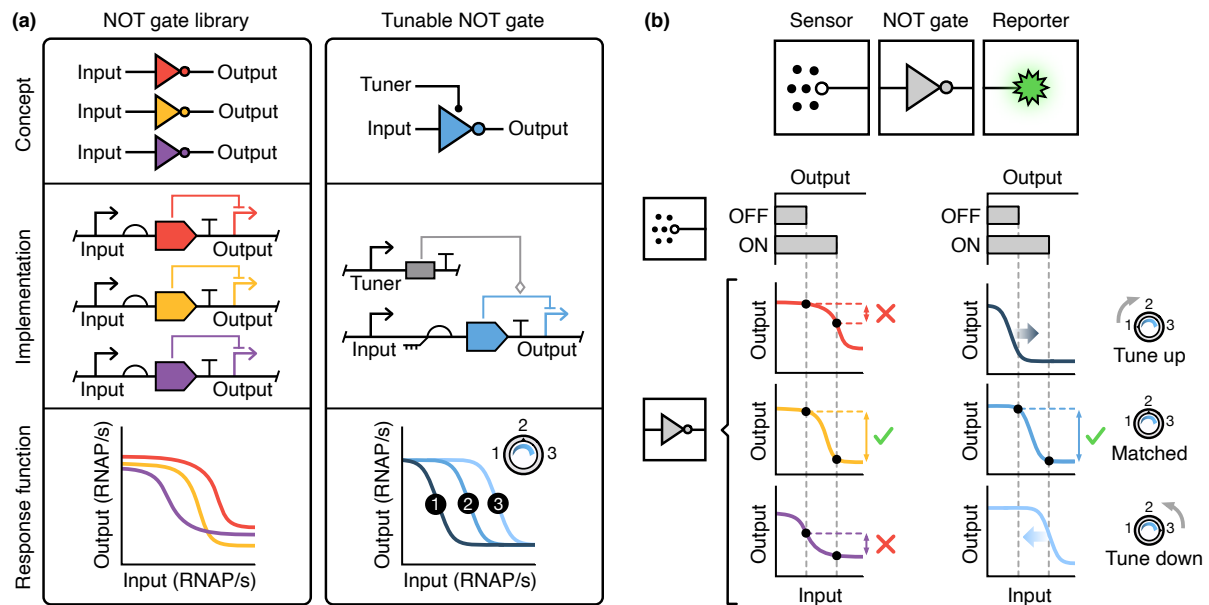 (a)
NOT gate library
Tunable NOT gate
Concept
Input
Output
Input
Output
Input
Output
Tuner
Input
Output
Implementation
Input
Output
Input
Output
Input
Output
Tuner
Input
Output
Response function
Output (RNAP/s)
Input (RNAP/s)
Output (RNAP/s)
1
2
3
1
2
3
Input (RNAP/s)
(b)
Sensor
NOT gate
Reporter
Output
Output
OFF
ON
OFF
ON
Output
Output
1
2
3
Tune up
Output
Output
1
2
3
Matched
Output
Output
1
2
3
Tune down
Input
Input